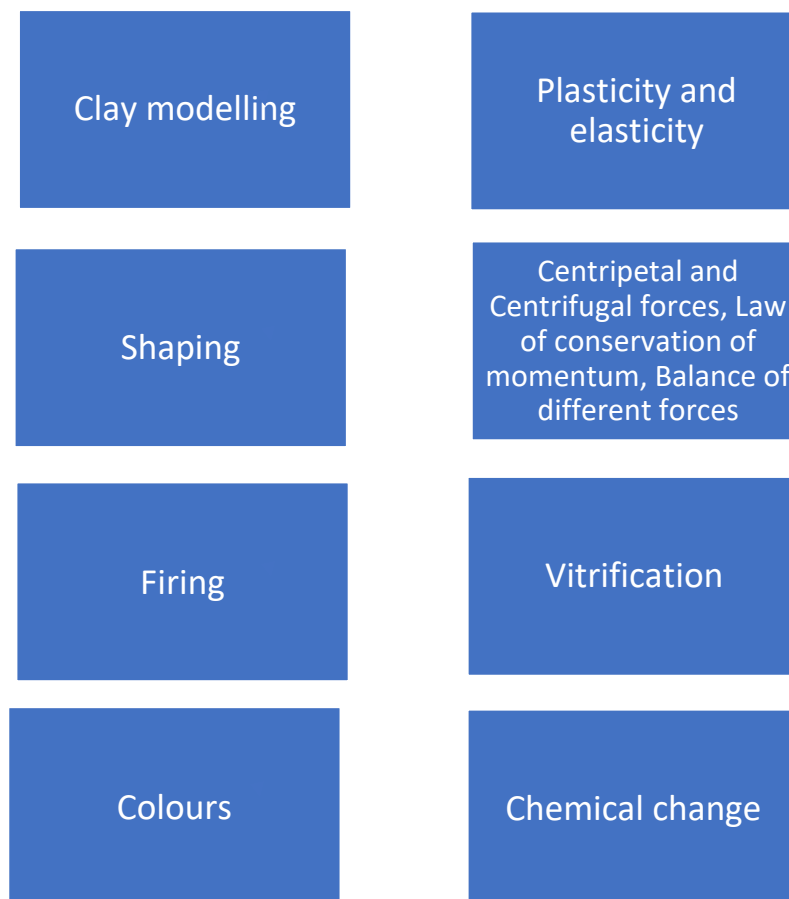 Clay modelling
Plasticity and
elasticity
Shaping
Centripetal and
Centrifugal forces, Law
of conservation of
momentum, Balance of
different forces
Firing
Vitrification
Colours
Chemical change